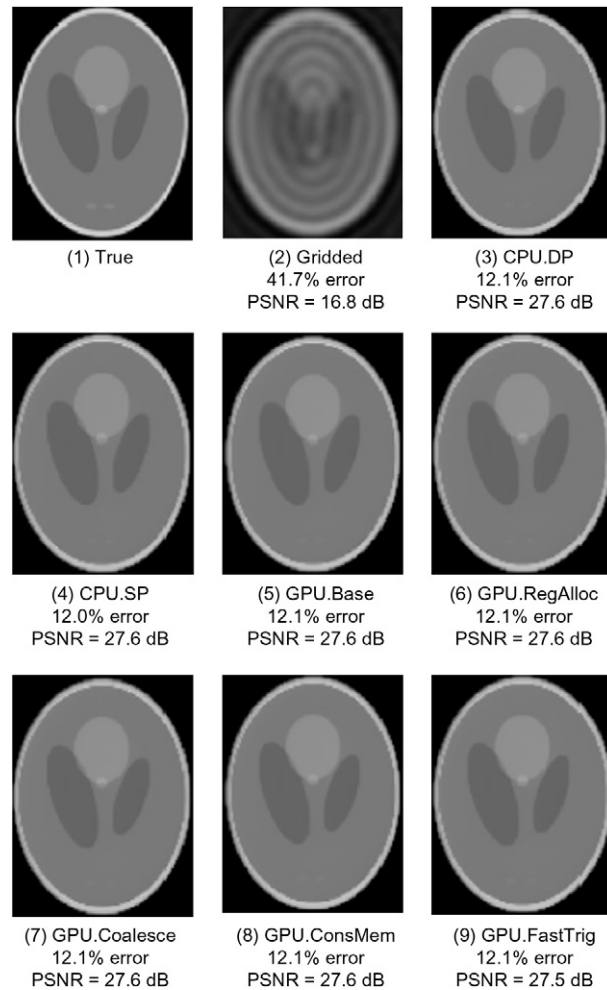 (1) True
(2) Gridded
41.7% error
PSNR = 16.8 dB
(3) CPU.DP
12.1% error
PSNR = 27.6 dB
(4) CPU.SP
12.0% error
PSNR = 27.6 dB
(5) GPU.Base
12.1% error
PSNR = 27.6 dB
(6) GPU.RegAlloc
12.1% error
PSNR = 27.6 dB
(7) GPU.Coalesce
12.1% error
PSNR = 27.6 dB
(8) GPU.ConsMem
12.1% error
PSNR = 27.6 dB
(9) GPU.FastTrig
12.1% error
PSNR = 27.5 dB